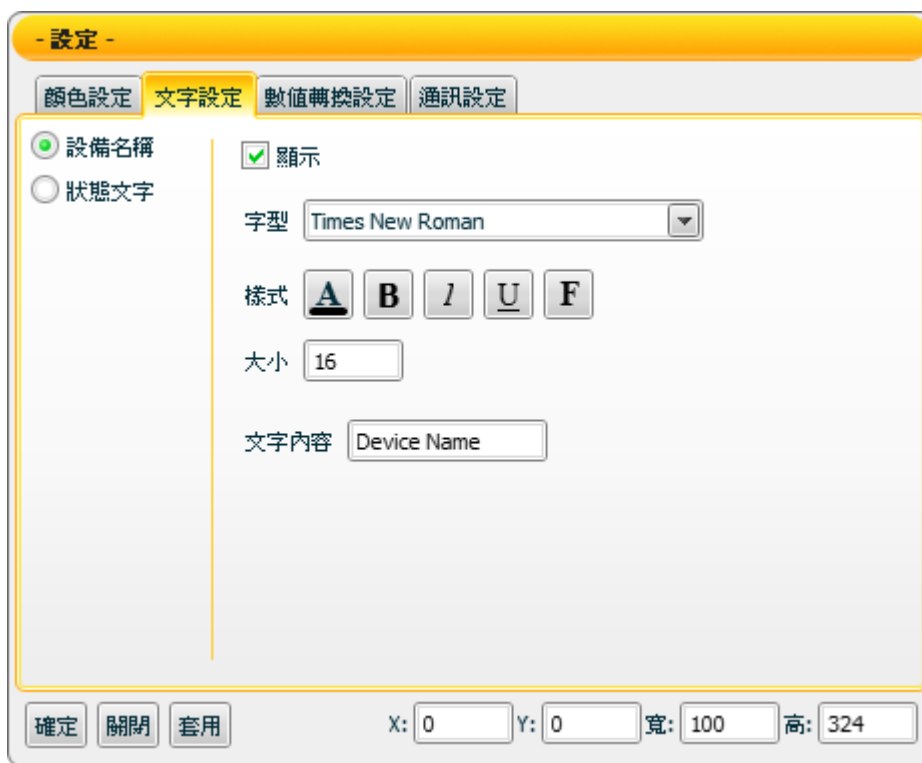 - 設定 -
顏色設定 文字設定 數值轉換設定 通訊設定
設備名稱
狀態文字
顯示
字型 Times New Roman
樣式 A B I U F
大小 16
文字內容 Device Name
確定 關閉 套用 X: 0 Y: 0 寬: 100 高: 324